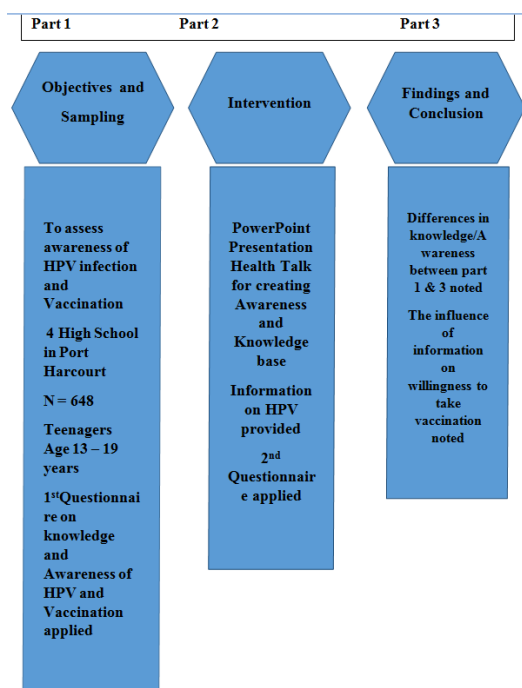 Part 1
Part 2
Part 3
Objectives and
Sampling
Intervention
Findings and
Conclusion
To assess
awareness of
HPV infection
and
Vaccination
4 High School
in Port
Harcourt
N = 648
Teenagers
Age 13 – 19
years
1stQuestionnai
re on
knowledge
and
Awareness of
HPV and
Vaccination
applied
PowerPoint
Presentation
Health Talk
for creating
Awareness
and
Knowledge
base
Information
on HPV
provided
2nd
Questionnair
e applied
Differences in
knowledge/A
wareness
between part
1 & 3 noted
The influence
of
information
on
willingness to
take
vaccination
noted